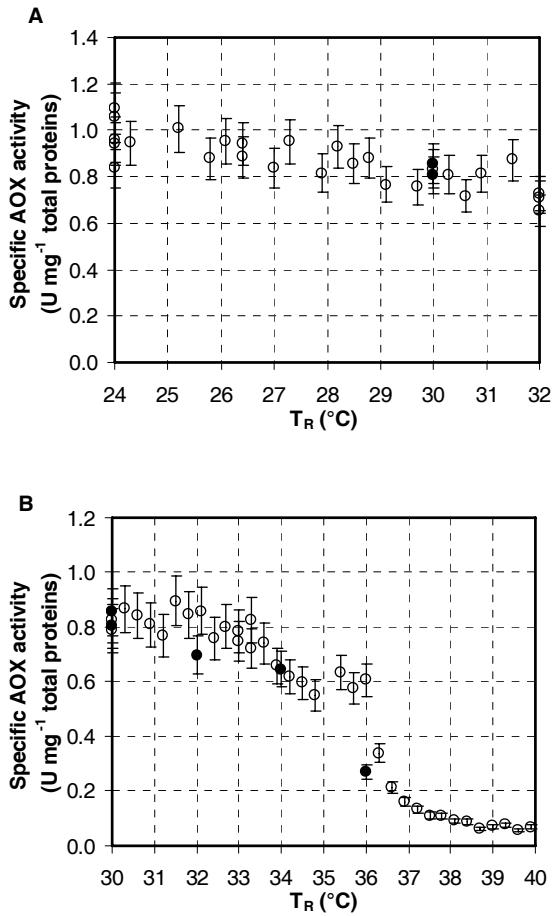 A
Specific AOX activity
(U mg⁻¹ total proteins)
1.4
1.2
1.0
0.8
0.6
0.4
0.2
0.0
24 25 26 27 28 29 30 31 32
T_R (°C)
B
Specific AOX activity
(U mg⁻¹ total proteins)
1.2
1.0
0.8
0.6
0.4
0.2
0.0
30 31 32 33 34 35 36 37 38 39 40
T_R (°C)